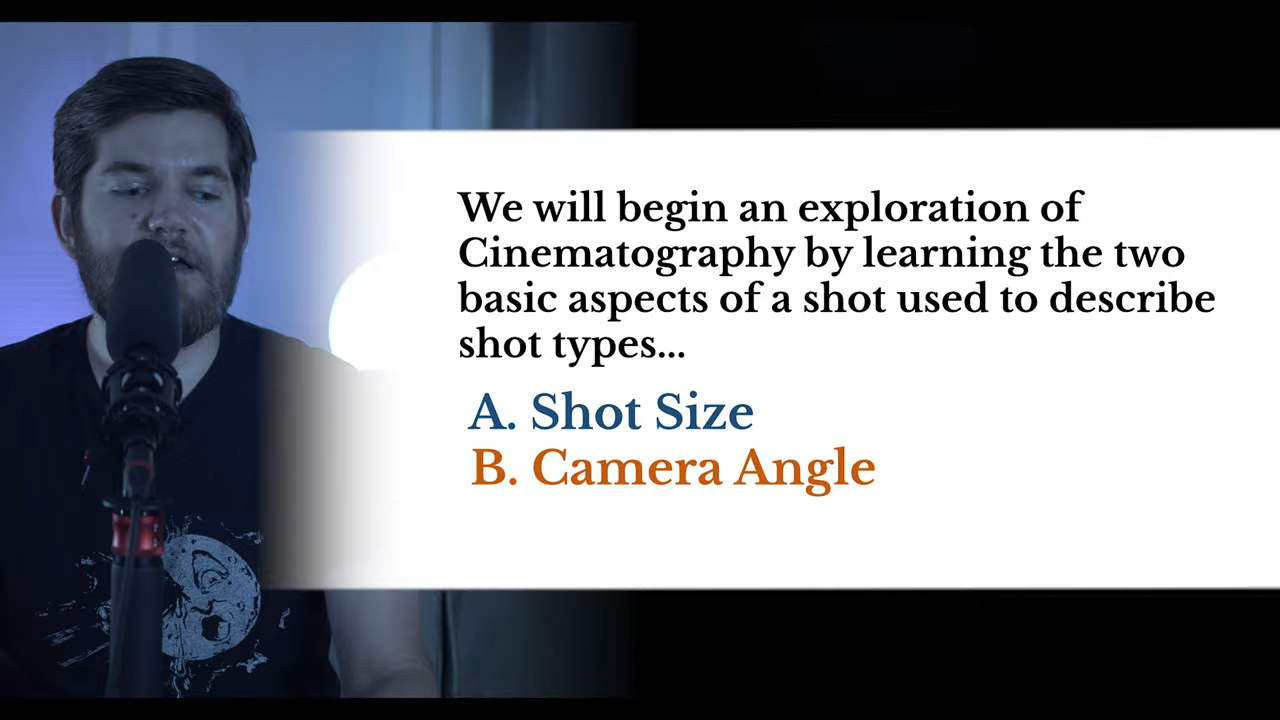 We will begin an exploration of
Cinematography by learning the two
basic aspects of a shot used to describe
shot types...
A. Shot Size
B. Camera Angle